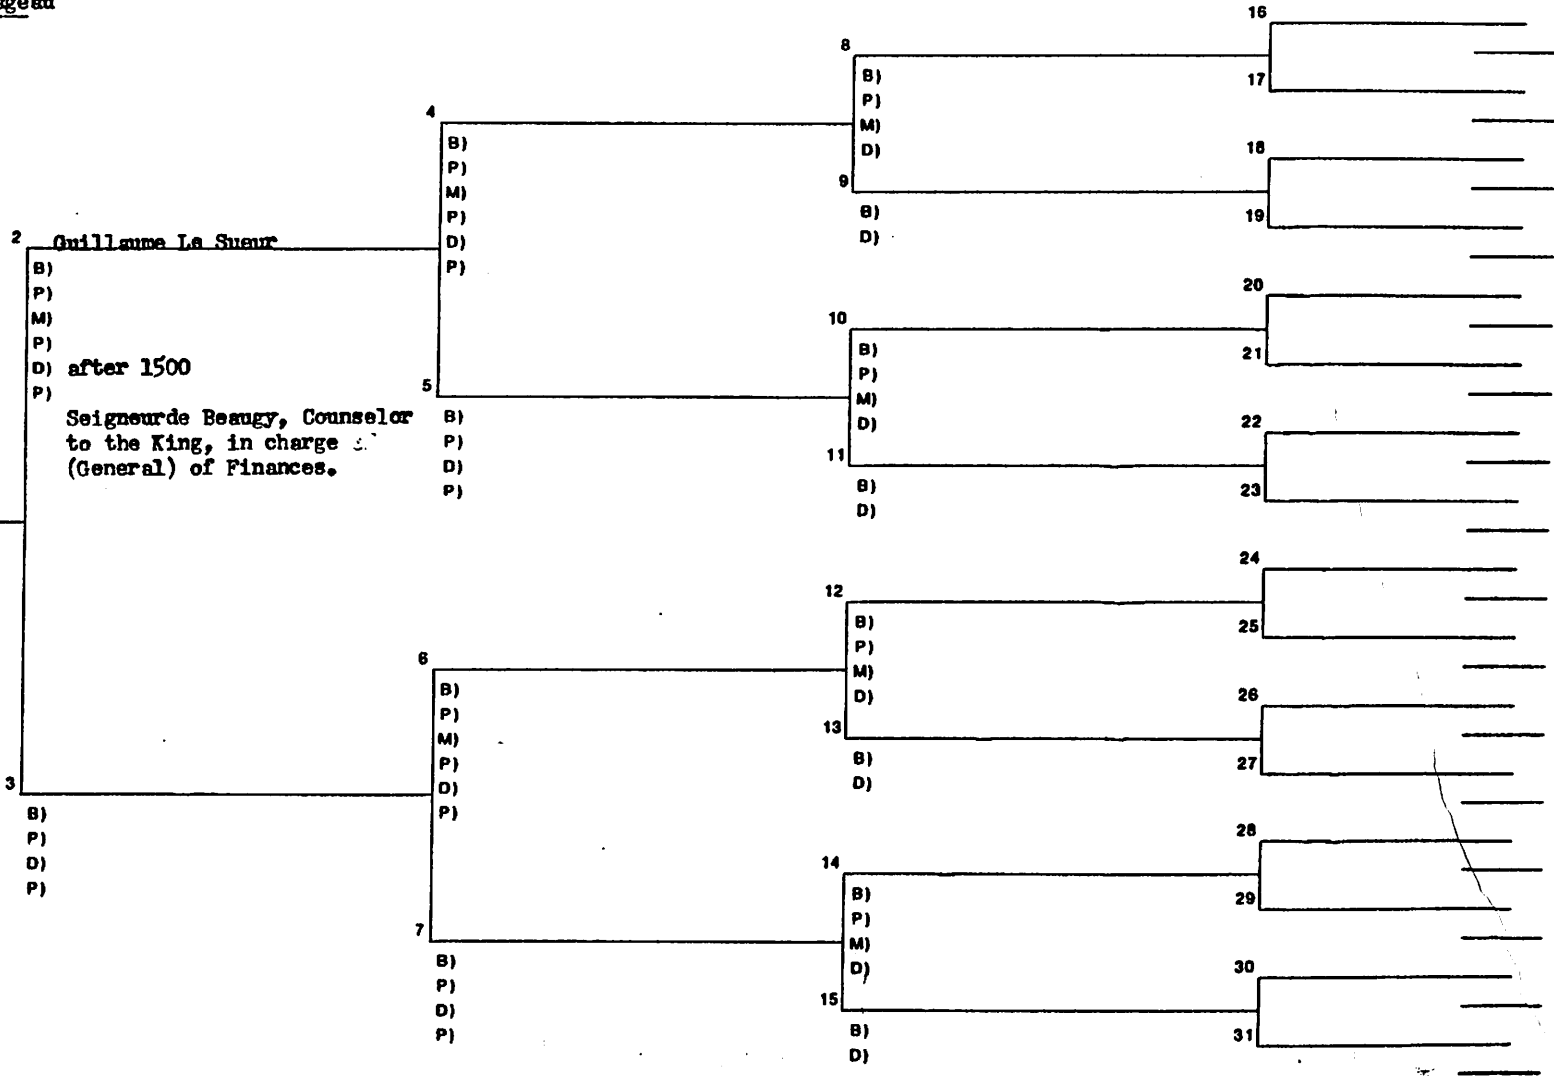 16
8
B)
P)
M)
D)
17
4
B)
P)
M)
P)
D)
P)
18
9
B)
D)
19
2 Guillaume Le Sueur
B)
P)
M)
P)
D) after 1500
P)
Seigneurde Beaugy, Counselor
to the King, in charge
(General) of Finances.
20
10
B)
P)
M)
D)
21
5
B)
P)
D)
P)
22
11
B)
D)
23
24
12
B)
P)
M)
D)
25
6
B)
P)
M)
P)
D)
P)
26
13
B)
D)
27
3
B)
P)
D)
P)
28
14
B)
P)
M)
D)
29
7
B)
P)
D)
P)
30
15
B)
D)
31